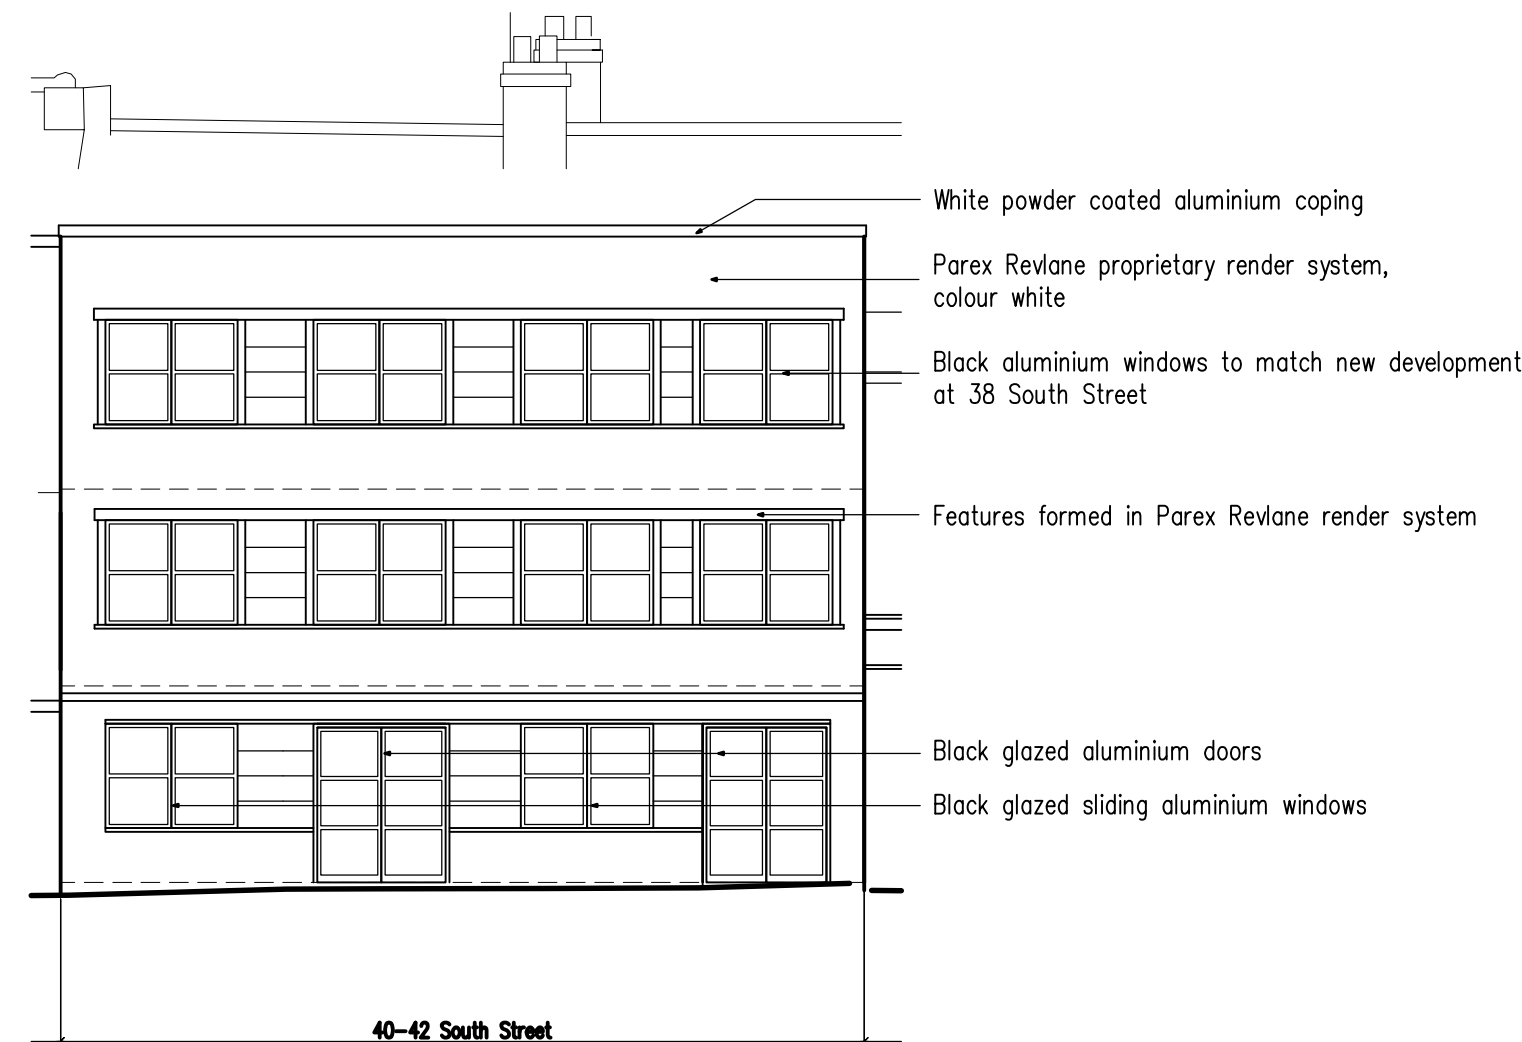 White powder coated aluminium coping
Parex Revlane proprietary render system,
colour white
Black aluminium windows to match new development
at 38 South Street
Features formed in Parex Revlane render system
Black glazed aluminium doors
Black glazed sliding aluminium windows
40-42 South Street